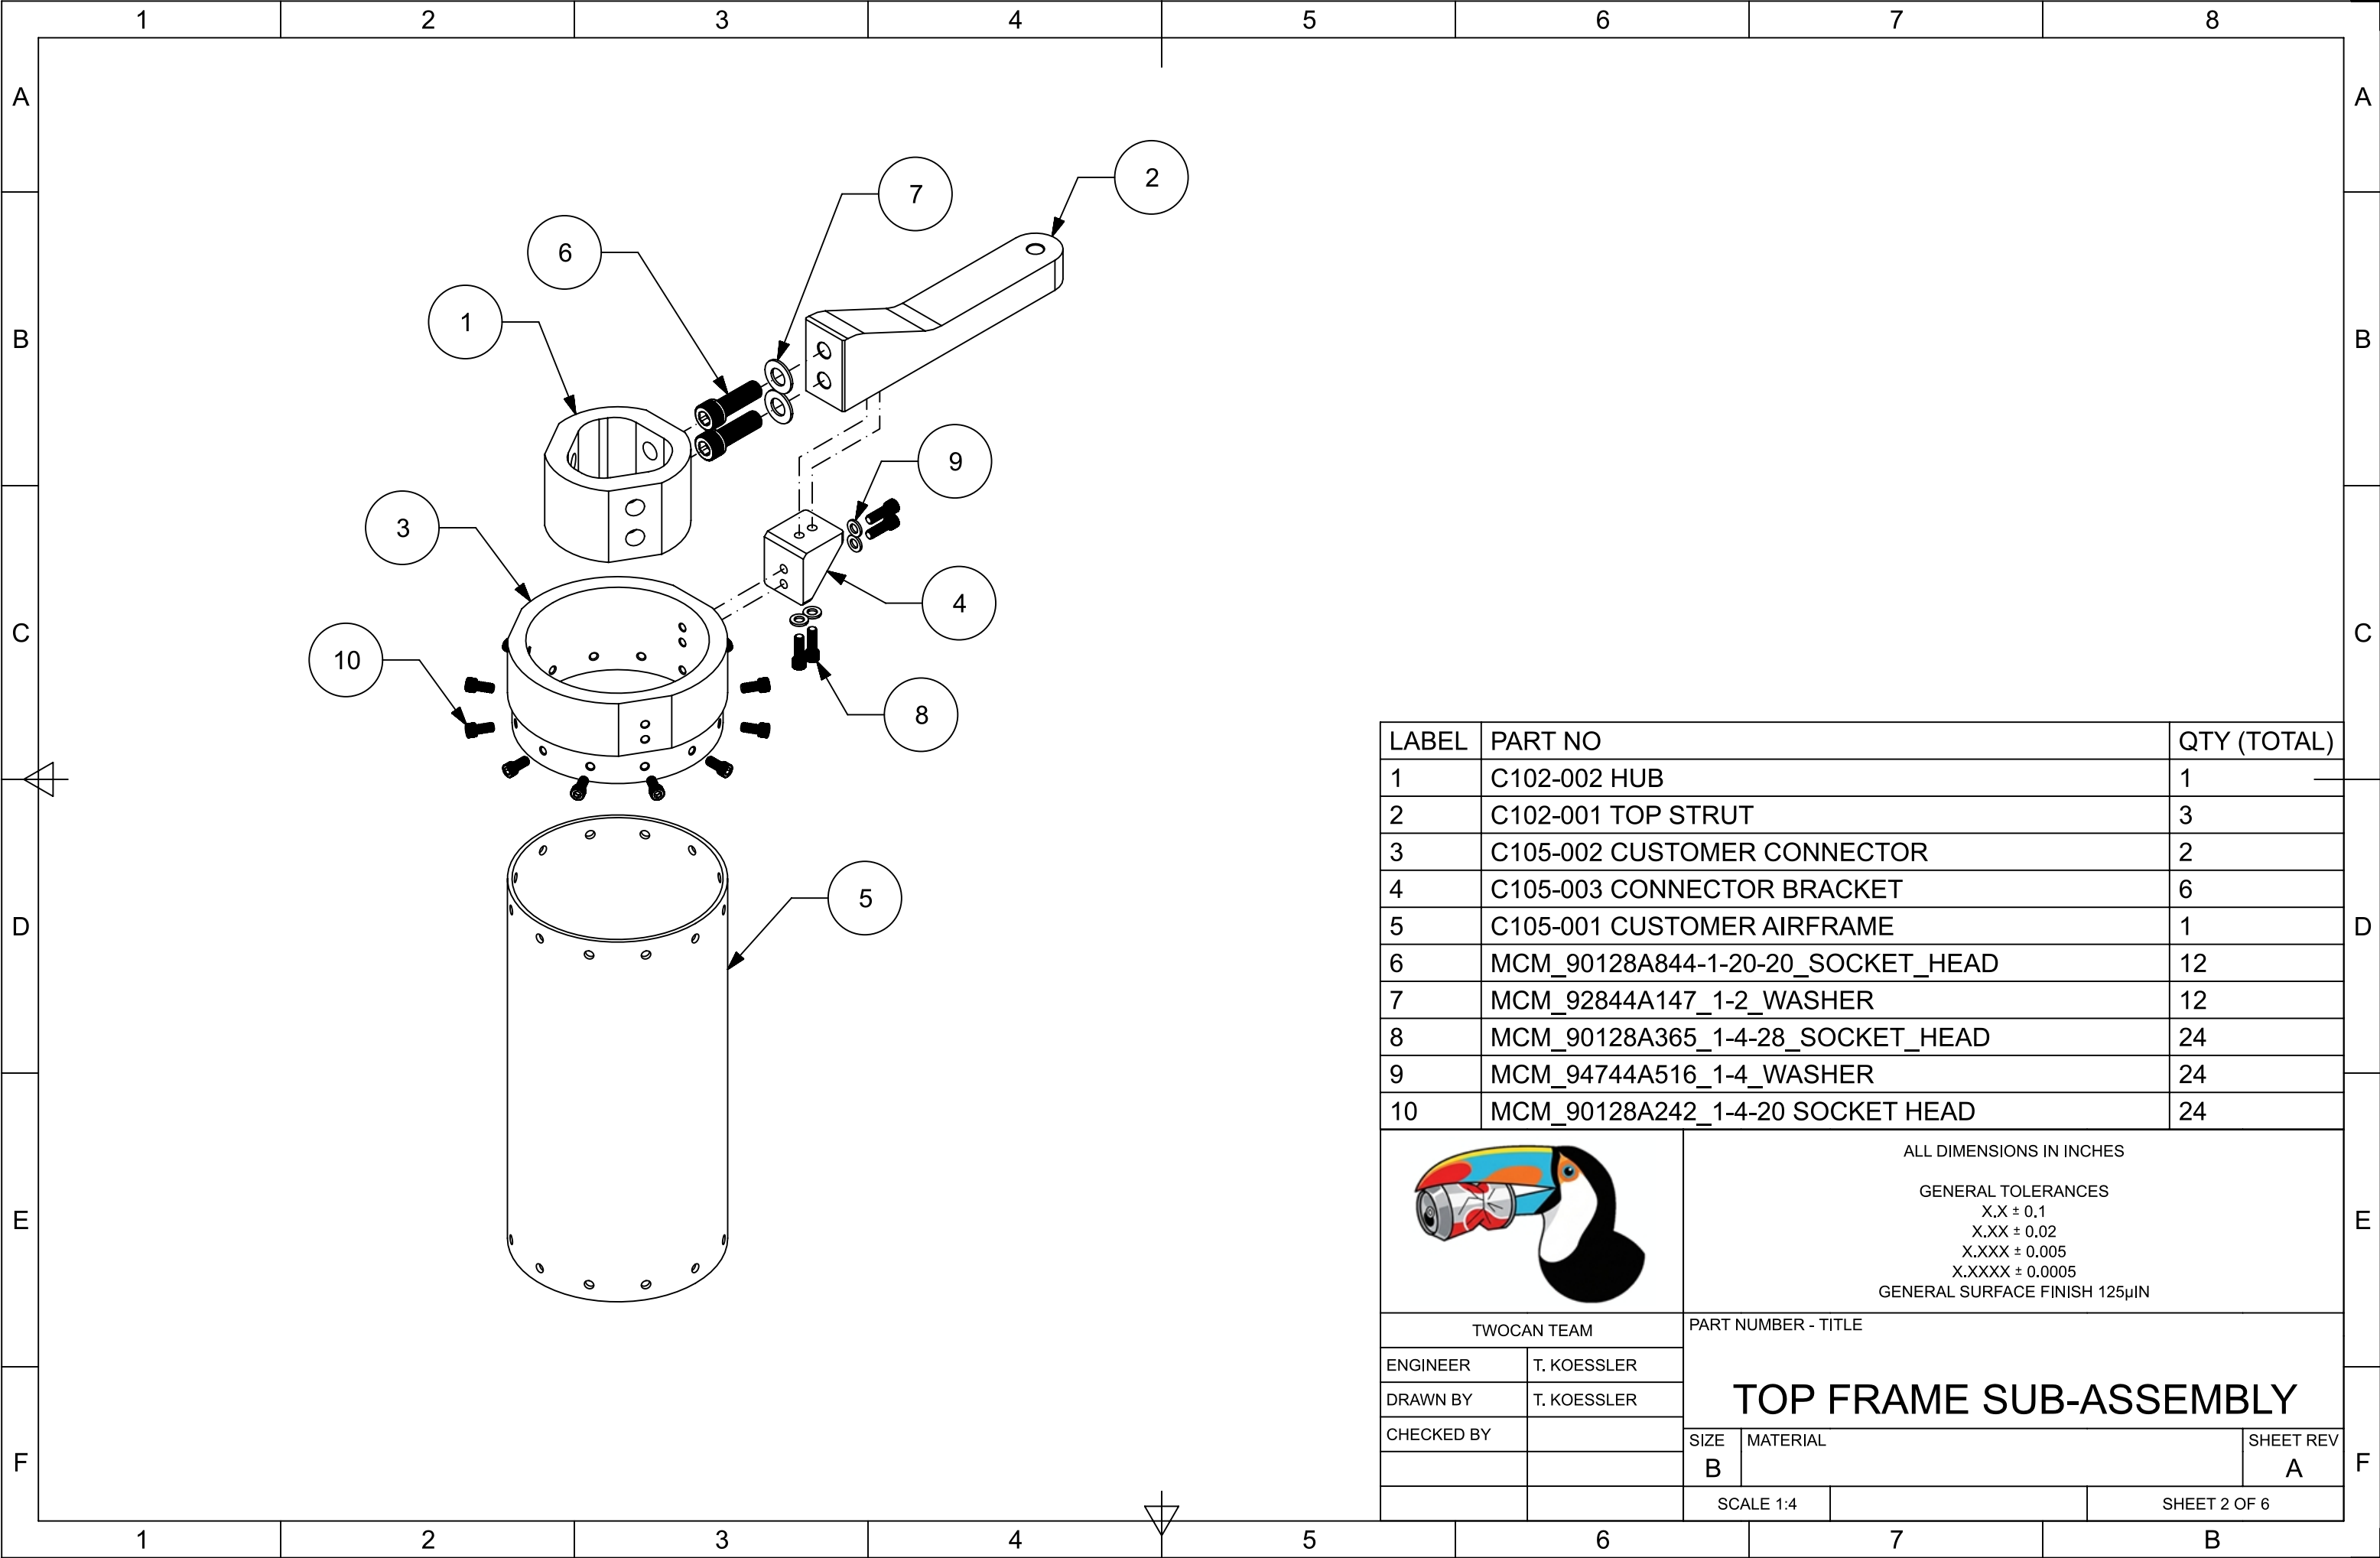 1 2 3 4 5 6 7 8
A A
B B
C C
D D
E E
F F
7
2
6
1
9
3
4
10
8
5
LABEL PART NO QTY (TOTAL)
1 C102-002 HUB 1
2 C102-001 TOP STRUT 3
3 C105-002 CUSTOMER CONNECTOR 2
4 C105-003 CONNECTOR BRACKET 6
5 C105-001 CUSTOMER AIRFRAME 1
6 MCM_90128A844-1-20-20_SOCKET_HEAD 12
7 MCM_92844A147_1-2_WASHER 12
8 MCM_90128A365_1-4-28_SOCKET_HEAD 24
9 MCM_94744A516_1-4_WASHER 24
10 MCM_90128A242_1-4-20 SOCKET HEAD 24
ALL DIMENSIONS IN INCHES
GENERAL TOLERANCES
X.X ± 0.1
X.XX ± 0.02
X.XXX ± 0.005
X.XXXX ± 0.0005
GENERAL SURFACE FINISH 125µIN
TWOCAN TEAM
ENGINEER T. KOESSLER
DRAWN BY T. KOESSLER
CHECKED BY
PART NUMBER - TITLE
TOP FRAME SUB-ASSEMBLY
SIZE MATERIAL SHEET REV
B A
SCALE 1:4 SHEET 2 OF 6
1 2 3 4 5 6 7 B